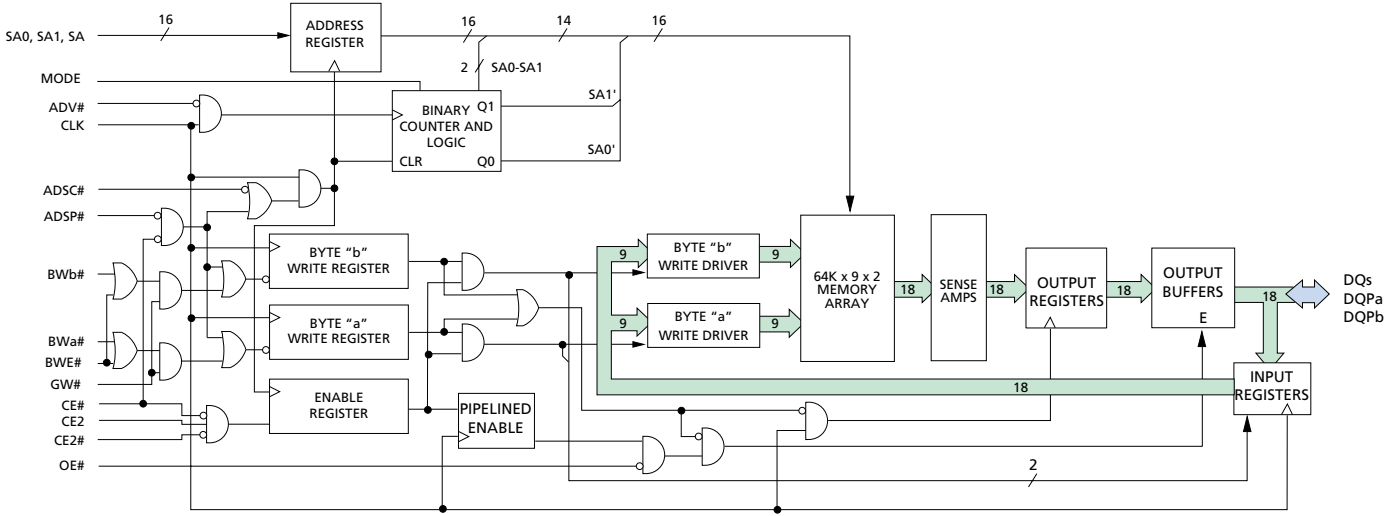 SA0, SA1, SA
16
ADDRESS
REGISTER
16
14
16
2
SA0-SA1
MODE
ADV#
CLK
BINARY
COUNTER AND
LOGIC
Q1
CLR
Q0
SA1'
SA0'
ADSC#
ADSP#
BWb#
BYTE “b”
WRITE REGISTER
BYTE “a”
WRITE REGISTER
BWa#
BWE#
GW#
CE#
CE2
CE2#
OE#
ENABLE
REGISTER
PIPELINED
ENABLE
9
BYTE “b”
WRITE DRIVER
9
9
BYTE “a”
WRITE DRIVER
9
64K x 9 x 2
MEMORY
ARRAY
18
SENSE
AMPS
18
OUTPUT
REGISTERS
18
OUTPUT
BUFFERS
E
18
DQs
DQPa
DQPb
18
INPUT
REGISTERS
2